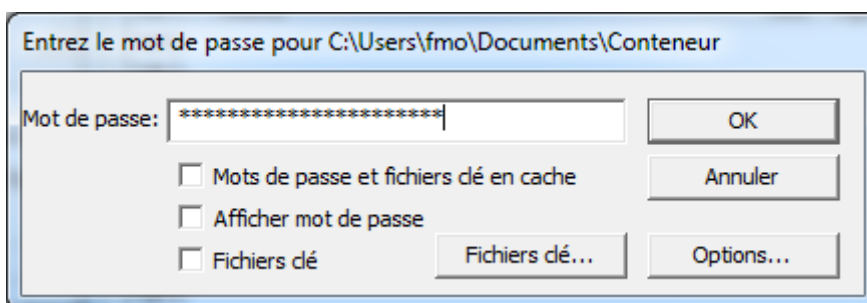 Entrez le mot de passe pour C:\Users\fmo\Documents\Conteneur
Mot de passe: ********************** OK
Mots de passe et fichiers clé en cache Annuler
Afficher mot de passe
Fichiers clé Fichiers clé... Options...